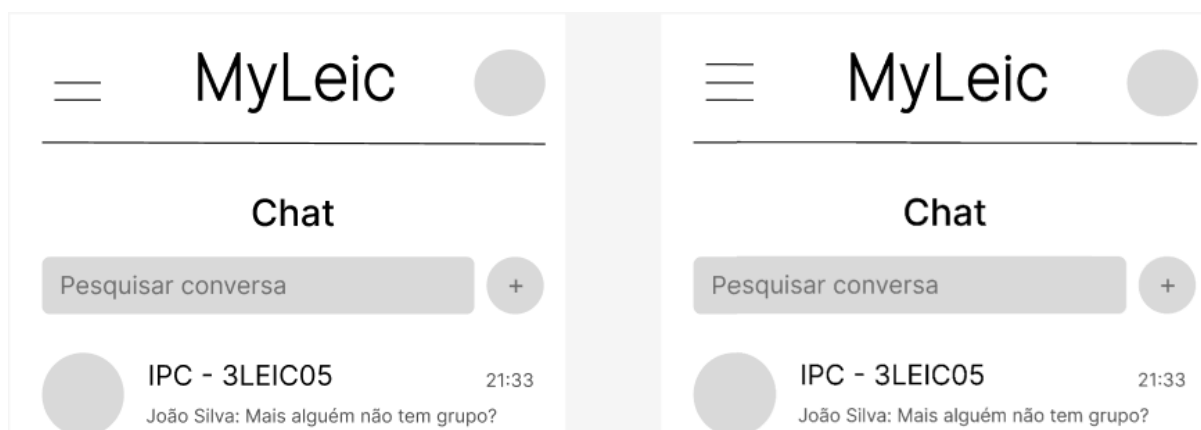 MyLeic
Chat
Pesquisar conversa +
IPC - 3LEIC05 21:33
João Silva: Mais alguém não tem grupo?
MyLeic
Chat
Pesquisar conversa +
IPC - 3LEIC05 21:33
João Silva: Mais alguém não tem grupo?